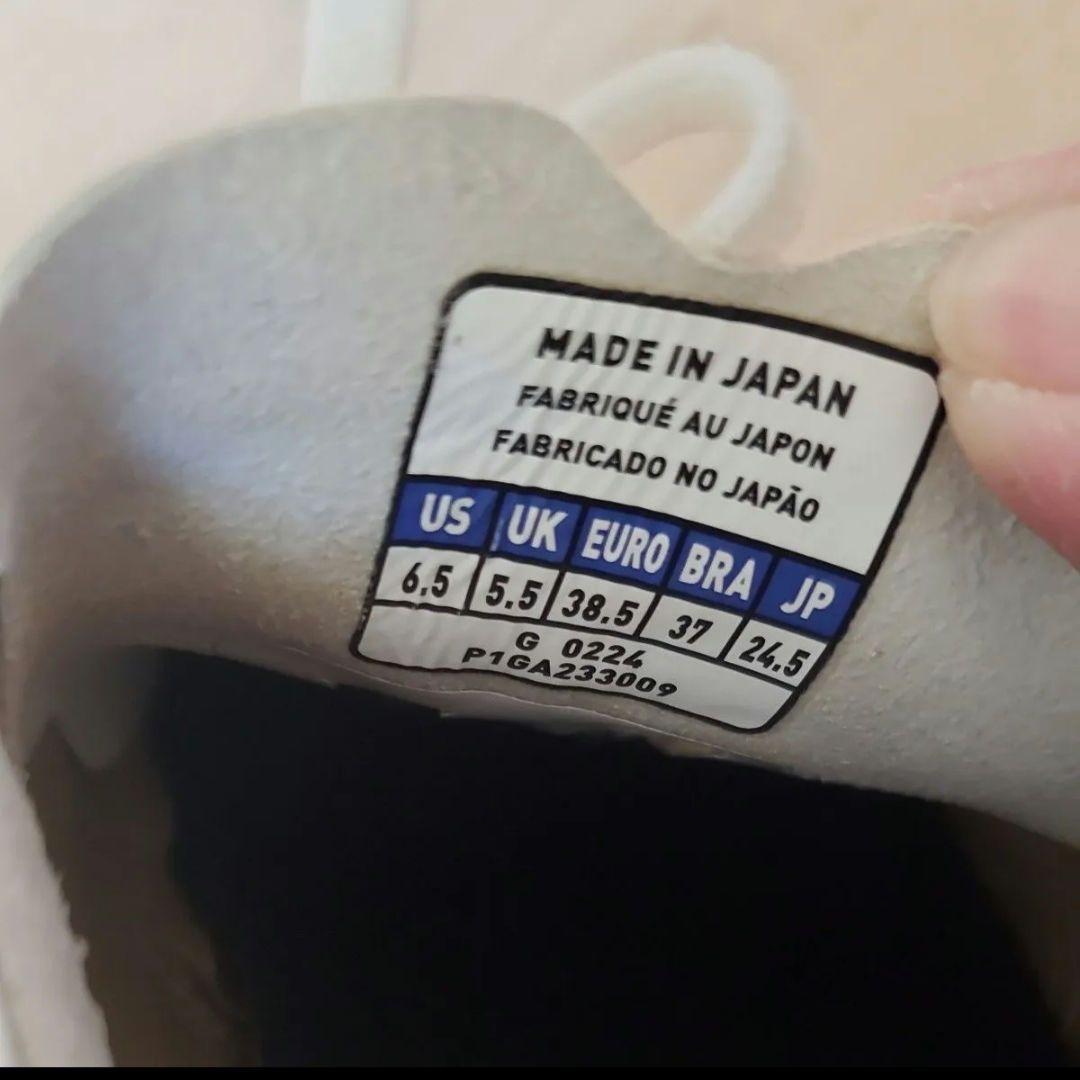 MADE IN JAPAN
FABRIQUÉ AU JAPON
FABRICADO NO JAPÃO
US UK EURO BRA JP
6.5 5.5 38.5 37 24.5
G 0224
P1GA233009